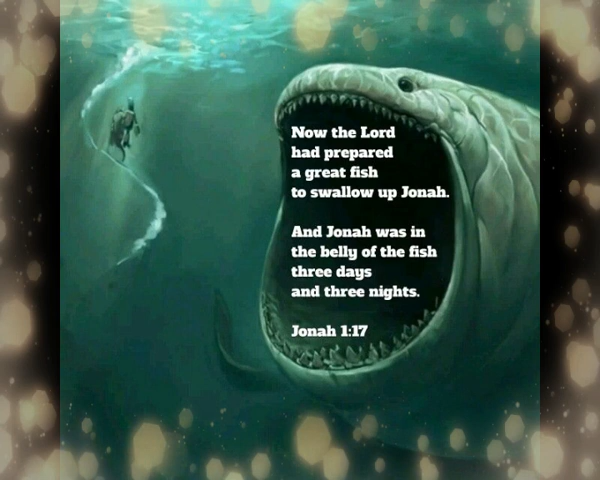 Now the Lord
had prepared
a great fish
to swallow up Jonah.
And Jonah was in
the belly of the fish
three days
and three nights.
Jonah 1:17